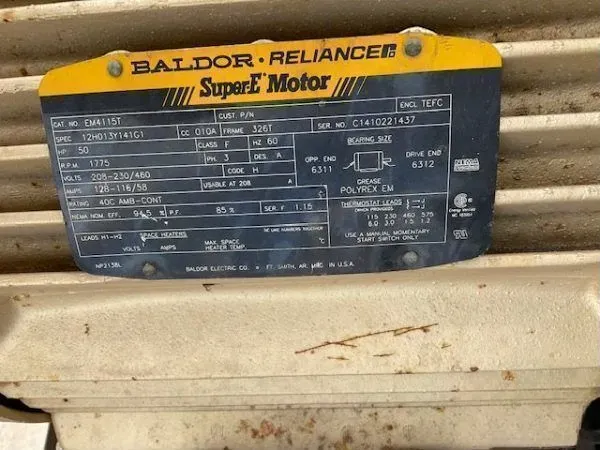 BALDOR • RELIANCER
Super-E® Motor
CAT. NO. EM4115T CUST. P/N ENCL TEFC
SPEC 12H013Y141G1 CC 010A FRAME 326T SER. NO. C1410221437
HP 50 CLASS F HZ 60 BEARING SIZE
R.P.M. 1775 PH. 3 DES. A OPP. END 6311 DRIVE END 6312
VOLTS 208-230/460 CODE H
AMPS 128-116/58 USABLE AT 208 A GREASE POLYREX EM
RATING 40C AMB-CONT
NEMA NOM. EFF. 94.5 % P.F. 85 % SER. F 1.15 THERMOSTAT LEADS J - J
(WHEN PROVIDED)
115 230 460 575
6.0 3.0 1.5 1.2
LEADS H1-H2 SPACE HEATERS
VOLTS AMPS MAX. SPACE HEATER TEMP. °C
USE A MANUAL MOMENTARY START SWITCH ONLY
NP2138L BALDOR ELECTRIC CO. • FT. SMITH, AR. MFG. IN U.S.A.